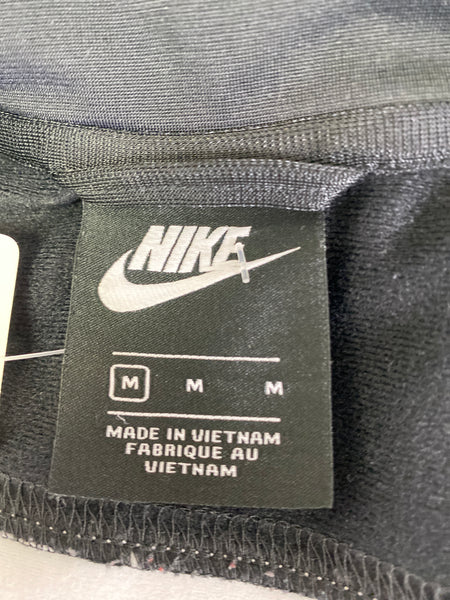 NIKE
M M M
MADE IN VIETNAM
FABRIQUE AU
VIETNAM